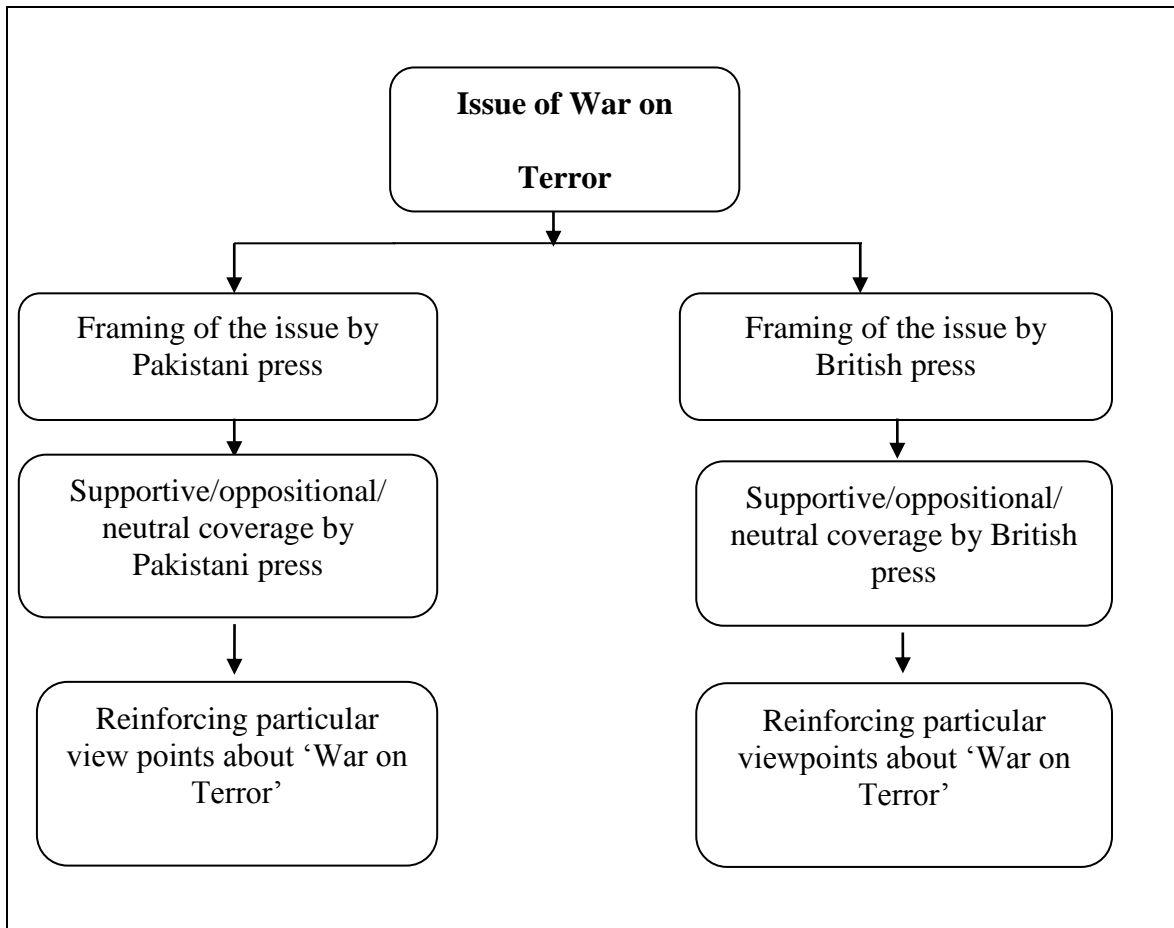 Issue of War on
Terror
Framing of the issue by
Pakistani press
Framing of the issue by
British press
Supportive/oppositional/
neutral coverage by
Pakistani press
Supportive/oppositional/
neutral coverage by British
press
Reinforcing particular
view points about ‘War on
Terror’
Reinforcing particular
viewpoints about ‘War on
Terror’